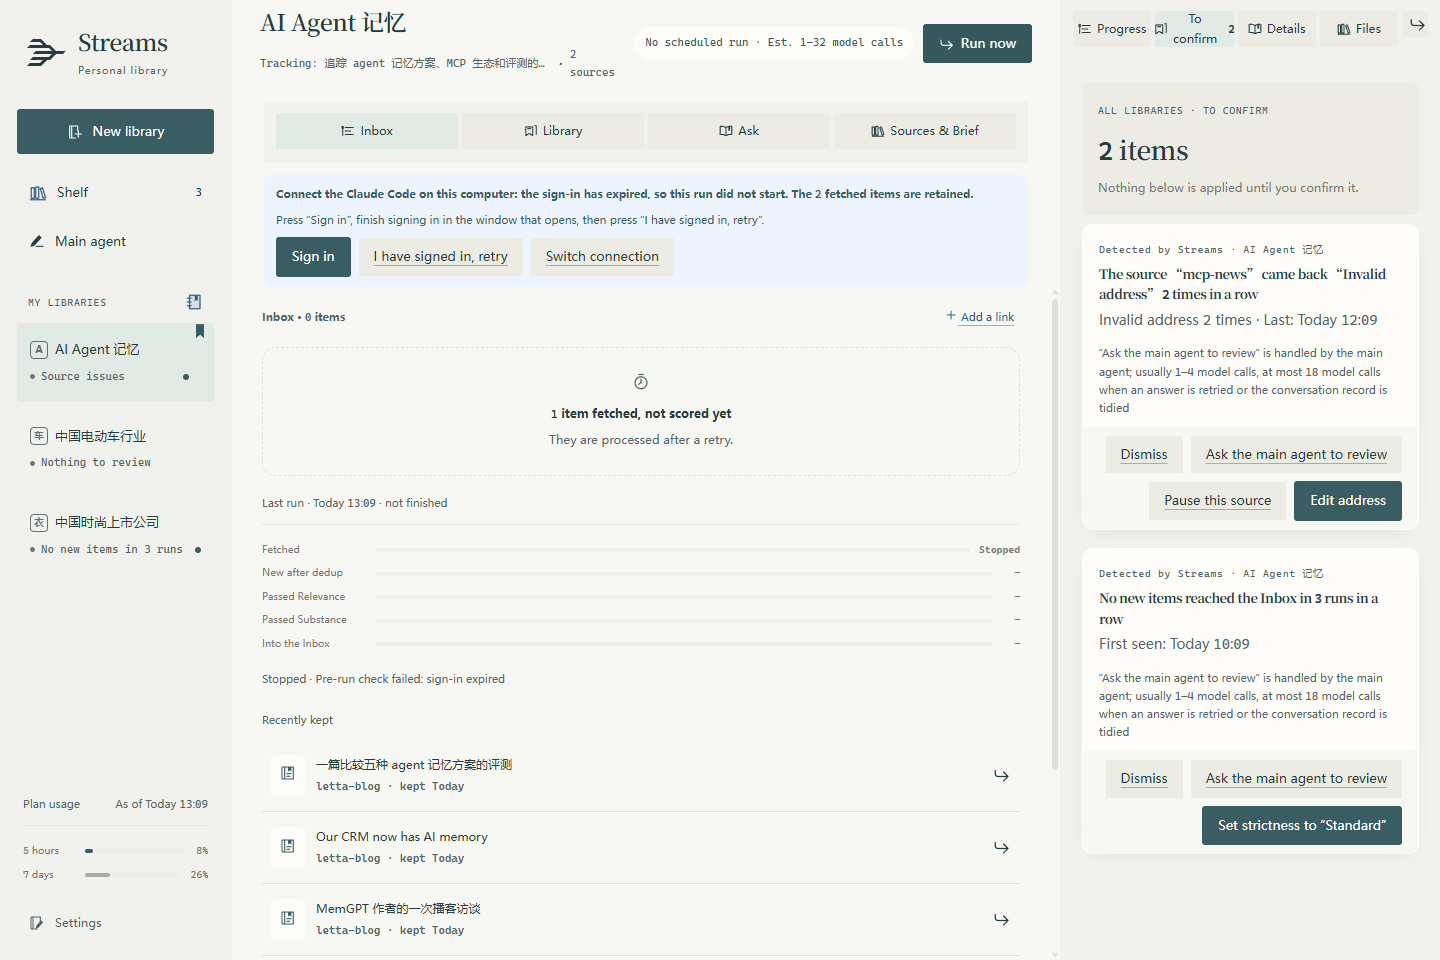 Streams
Personal library
New library
Shelf 3
Main agent
MY LIBRARIES
A AI Agent 记忆
Source issues
车 中国电动车行业
Nothing to review
衣 中国时尚上市公司
No new items in 3 runs
Plan usage As of Today 13:09
5 hours 8%
7 days 26%
Settings
AI Agent 记忆
Tracking: 追踪 agent 记忆方案、MCP 生态和评测的… · 2 sources
No scheduled run · Est. 1–32 model calls
Run now
Inbox Library Ask Sources & Brief
Connect the Claude Code on this computer: the sign-in has expired, so this run did not start. The 2 fetched items are retained.
Press “Sign in”, finish signing in in the window that opens, then press “I have signed in, retry”.
Sign in I have signed in, retry Switch connection
Inbox • 0 items + Add a link
1 item fetched, not scored yet
They are processed after a retry.
Last run · Today 13:09 · not finished
Fetched Stopped
New after dedup –
Passed Relevance –
Passed Substance –
Into the Inbox –
Stopped · Pre-run check failed: sign-in expired
Recently kept
一篇比较五种 agent 记忆方案的评测
letta-blog · kept Today
Our CRM now has AI memory
letta-blog · kept Today
MemGPT 作者的一次播客访谈
letta-blog · kept Today
Progress To confirm 2 Details Files
ALL LIBRARIES · TO CONFIRM
2 items
Nothing below is applied until you confirm it.
Detected by Streams · AI Agent 记忆
The source “mcp-news” came back “Invalid
address” 2 times in a row
Invalid address 2 times · Last: Today 12:09
“Ask the main agent to review” is handled by the main
agent; usually 1–4 model calls, at most 18 model calls
when an answer is retried or the conversation record is
tidied
Dismiss Ask the main agent to review
Pause this source Edit address
Detected by Streams · AI Agent 记忆
No new items reached the Inbox in 3 runs in a
row
First seen: Today 10:09
“Ask the main agent to review” is handled by the main
agent; usually 1–4 model calls, at most 18 model calls
when an answer is retried or the conversation record is
tidied
Dismiss Ask the main agent to review
Set strictness to “Standard”